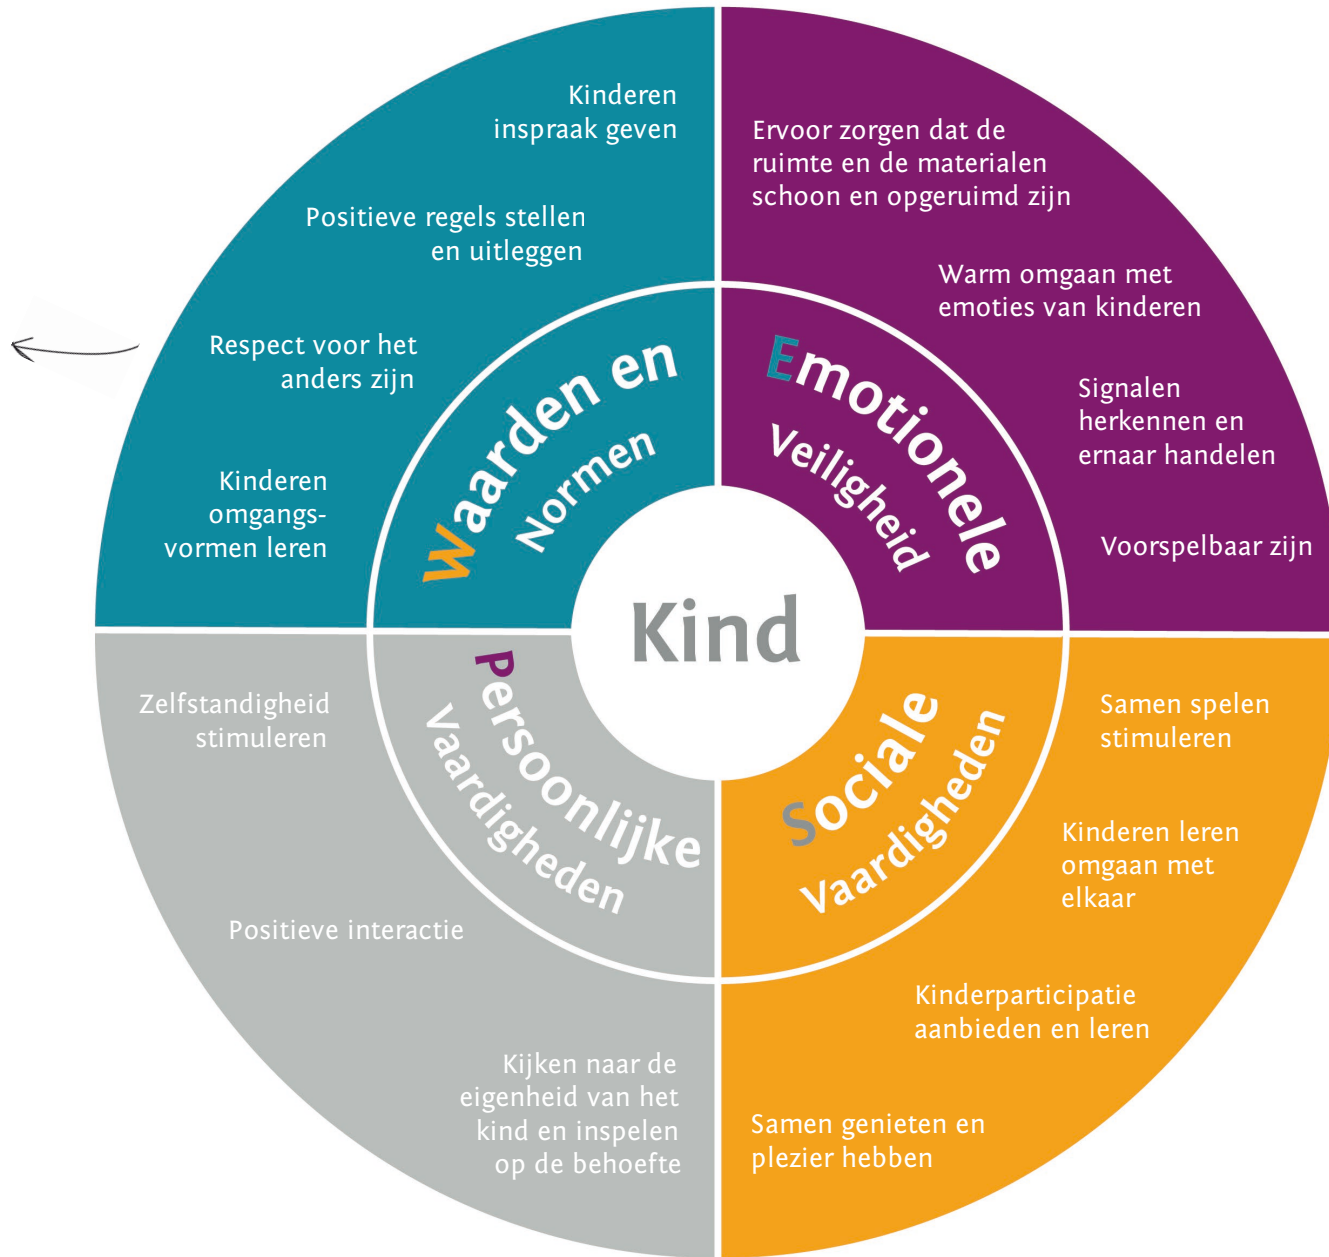 Kinderen
inspraak geven
Positieve regels stellen
en uitleggen
Respect voor het
anders zijn
Kinderen
omgangs-
vormen leren
Waarden en
Normen
Ervoor zorgen dat de
ruimte en de materialen
schoon en opgeruimd zijn
Warm omgaan met
emoties van kinderen
Signalen
herkennen en
ernaar handelen
Voorspelbaar zijn
Emotionele
Veiligheid
Kind
Persoonlijke
Vaardigheden
Zelfstandigheid
stimuleren
Positieve interactie
Kijken naar de
eigenheid van het
kind en inspelen
op de behoefte
Sociale
Vaardigheden
Samen spelen
stimuleren
Kinderen leren
omgaan met
elkaar
Kinderparticipatie
aanbieden en leren
Samen genieten en
plezier hebben